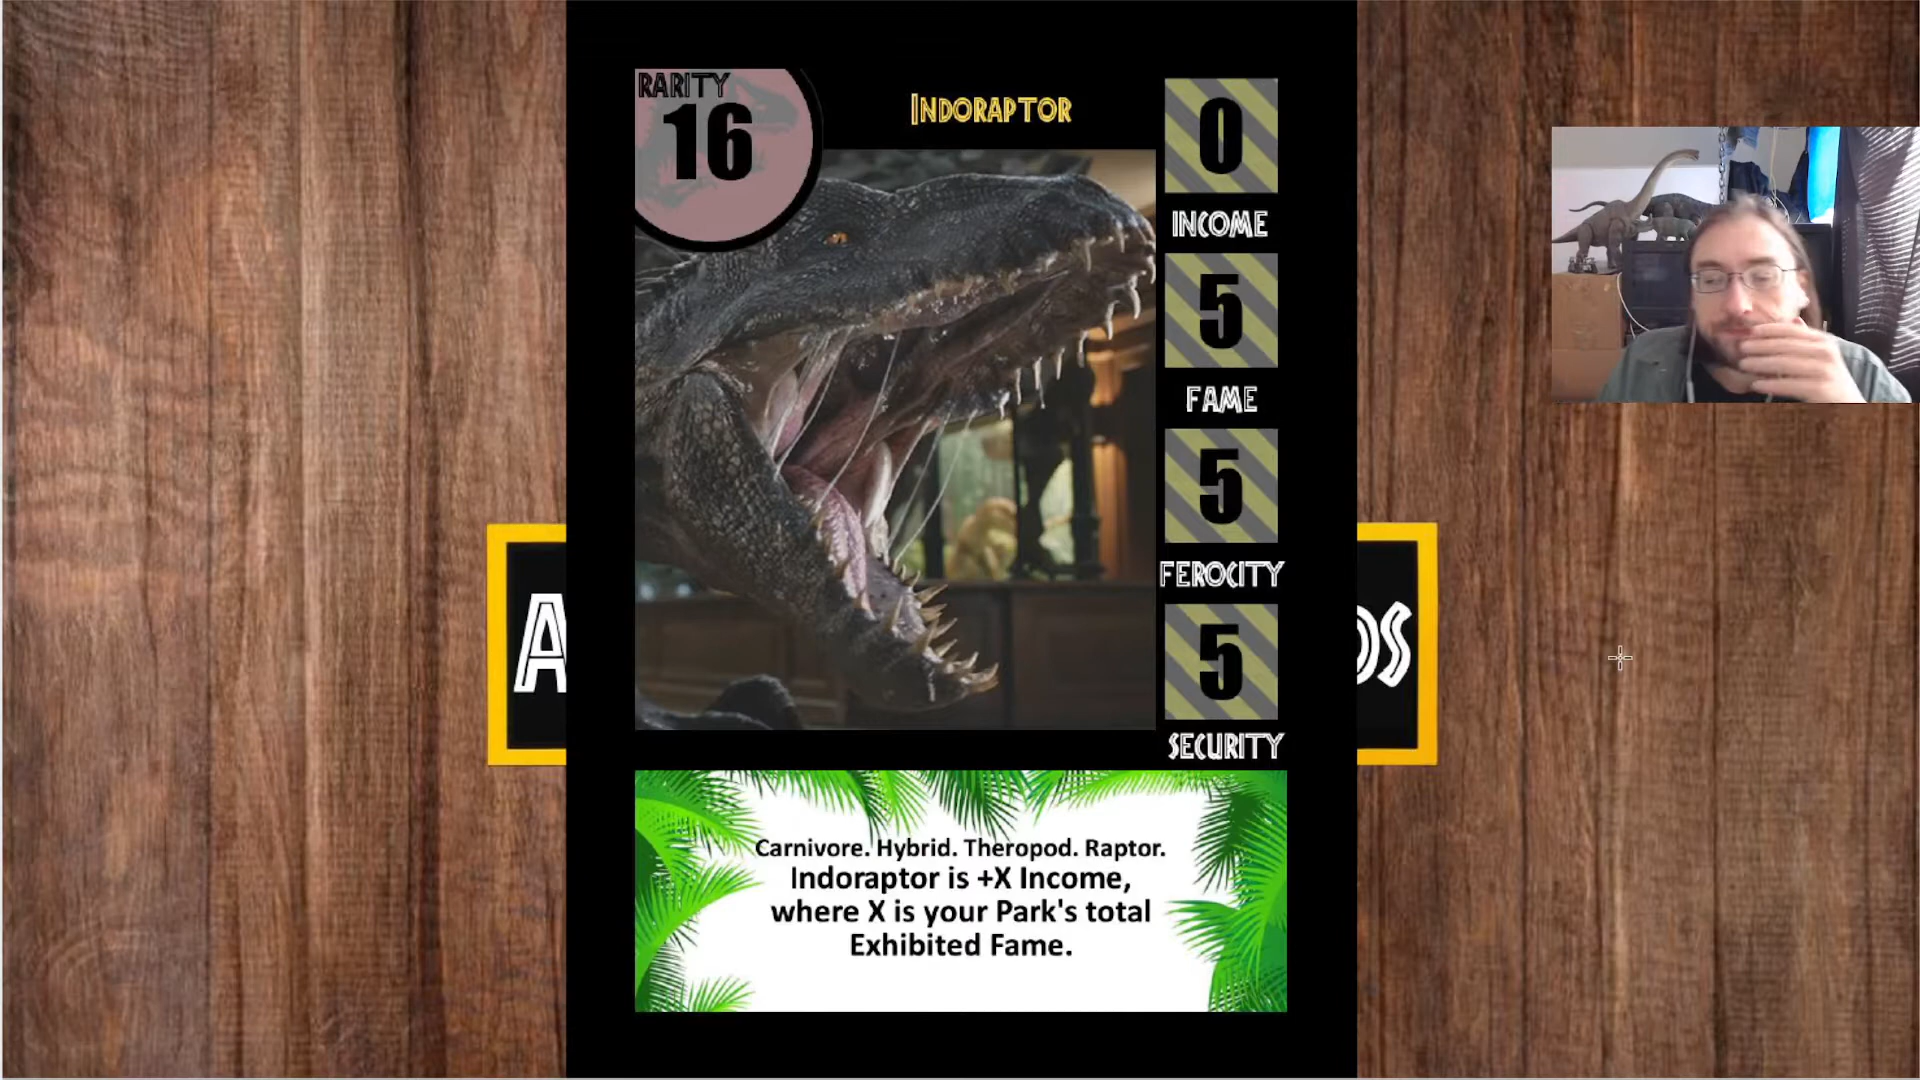 RARITY
16
INDORAPTOR
0
INCOME
5
FAME
5
FEROCITY
5
SECURITY
Carnivore. Hybrid. Theropod. Raptor.
Indoraptor is +X Income,
where X is your Park's total
Exhibited Fame.